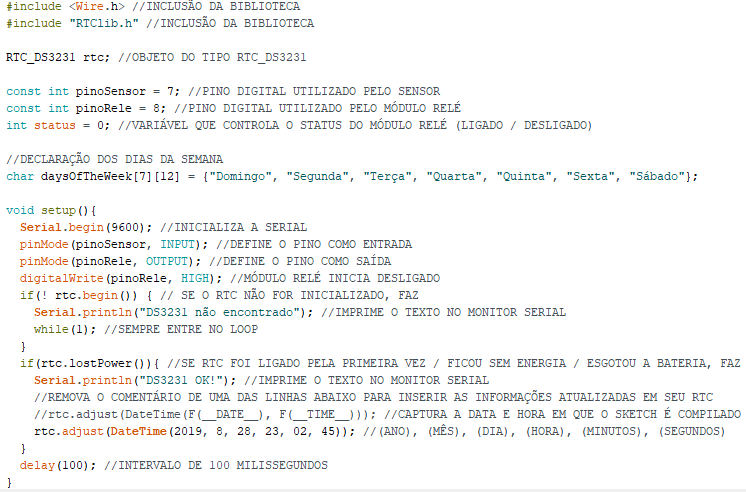 #include <Wire.h> //INCLUSÃO DA BIBLIOTECA
#include "RTClib.h" //INCLUSÃO DA BIBLIOTECA
RTC_DS3231 rtc; //OBJETO DO TIPO RTC_DS3231
const int pinoSensor = 7; //PINO DIGITAL UTILIZADO PELO SENSOR
const int pinoRele = 8; //PINO DIGITAL UTILIZADO PELO MÓDULO RELÉ
int status = 0; //VARIÁVEL QUE CONTROLA O STATUS DO MÓDULO RELÉ (LIGADO / DESLIGADO)
//DECLARAÇÃO DOS DIAS DA SEMANA
char daysOfTheWeek[7][12] = {"Domingo", "Segunda", "Terça", "Quarta", "Quinta", "Sexta", "Sábado"};
void setup(){
  Serial.begin(9600); //INICIALIZA A SERIAL
  pinMode(pinoSensor, INPUT); //DEFINE O PINO COMO ENTRADA
  pinMode(pinoRele, OUTPUT); //DEFINE O PINO COMO SAÍDA
  digitalWrite(pinoRele, HIGH); //MÓDULO RELÉ INICIA DESLIGADO
  if(! rtc.begin()) { // SE O RTC NÃO FOR INICIALIZADO, FAZ
    Serial.println("DS3231 não encontrado"); //IMPRIME O TEXTO NO MONITOR SERIAL
    while(1); //SEMPRE ENTRE NO LOOP
  }
  if(rtc.lostPower()){ //SE RTC FOI LIGADO PELA PRIMEIRA VEZ / FICOU SEM ENERGIA / ESGOTOU A BATERIA, FAZ
    Serial.println("DS3231 OK!"); //IMPRIME O TEXTO NO MONITOR SERIAL
    //REMOVA O COMENTÁRIO DE UMA DAS LINHAS ABAIXO PARA INSERIR AS INFORMAÇÕES ATUALIZADAS EM SEU RTC
    //rtc.adjust(DateTime(F(__DATE__), F(__TIME__))); //CAPTURA A DATA E HORA EM QUE O SKETCH É COMPILADO
    rtc.adjust(DateTime(2019, 8, 28, 23, 02, 45)); //(ANO), (MÊS), (DIA), (HORA), (MINUTOS), (SEGUNDOS)
  }
  delay(100); //INTERVALO DE 100 MILISSEGUNDOS
}